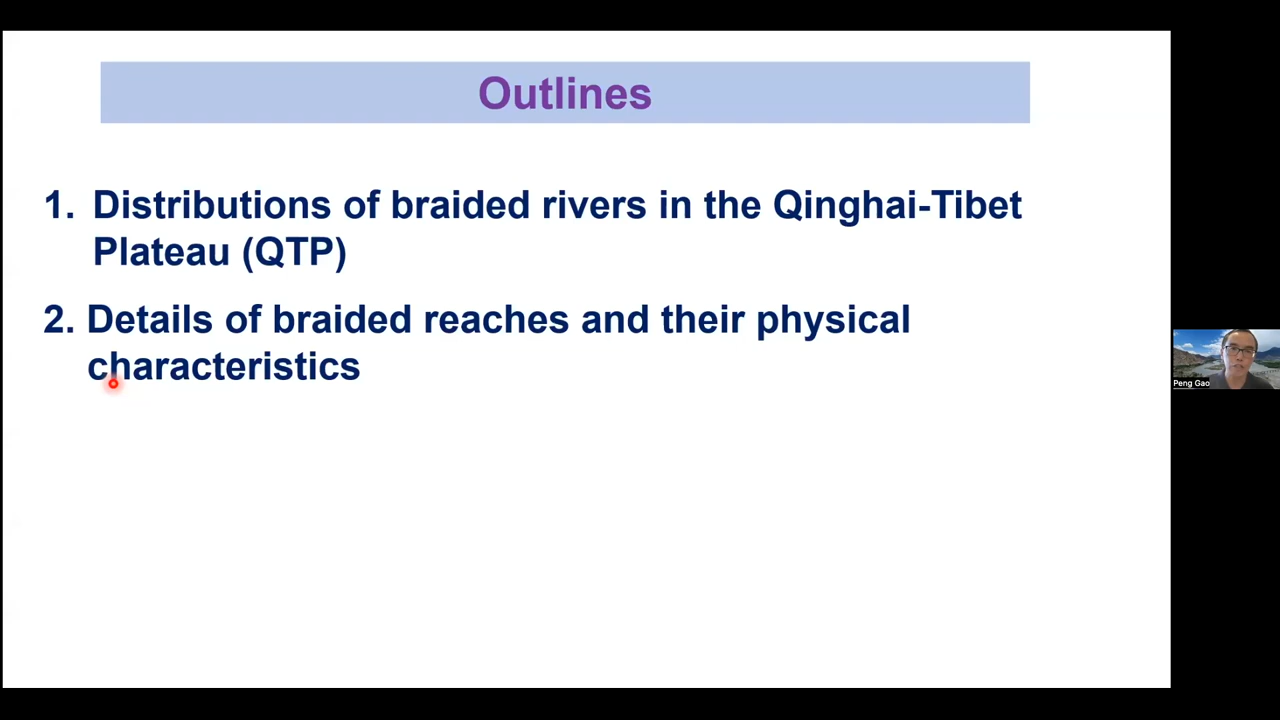 Outlines
1. Distributions of braided rivers in the Qinghai-Tibet
Plateau (QTP)
2. Details of braided reaches and their physical
characteristics
Peng Gao